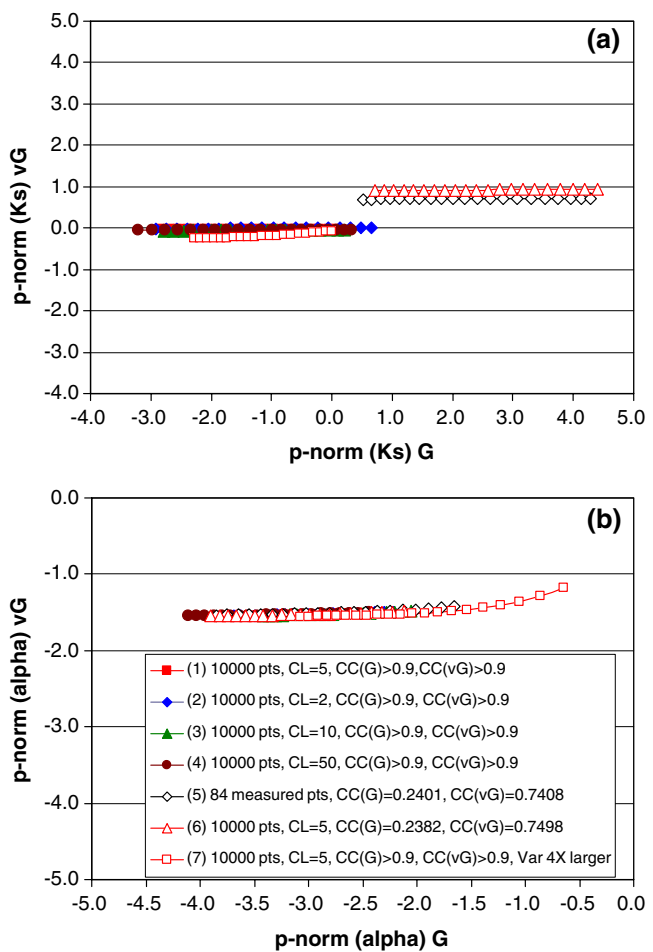 (a)
5.0
4.0
3.0
2.0
1.0
0.0
-1.0
-2.0
-3.0
-4.0
p-norm (Ks) vG
-4.0 -3.0 -2.0 -1.0 0.0 1.0 2.0 3.0 4.0 5.0
p-norm (Ks) G
(b)
0.0
-1.0
-2.0
-3.0
-4.0
-5.0
p-norm (alpha) vG
(1) 10000 pts, CL=5, CC(G)>0.9,CC(vG)>0.9
(2) 10000 pts, CL=2, CC(G)>0.9, CC(vG)>0.9
(3) 10000 pts, CL=10, CC(G)>0.9, CC(vG)>0.9
(4) 10000 pts, CL=50, CC(G)>0.9, CC(vG)>0.9
(5) 84 measured pts, CC(G)=0.2401, CC(vG)=0.7408
(6) 10000 pts, CL=5, CC(G)=0.2382, CC(vG)=0.7498
(7) 10000 pts, CL=5, CC(G)>0.9, CC(vG)>0.9, Var 4X larger
-5.0 -4.5 -4.0 -3.5 -3.0 -2.5 -2.0 -1.5 -1.0 -0.5 0.0
p-norm (alpha) G